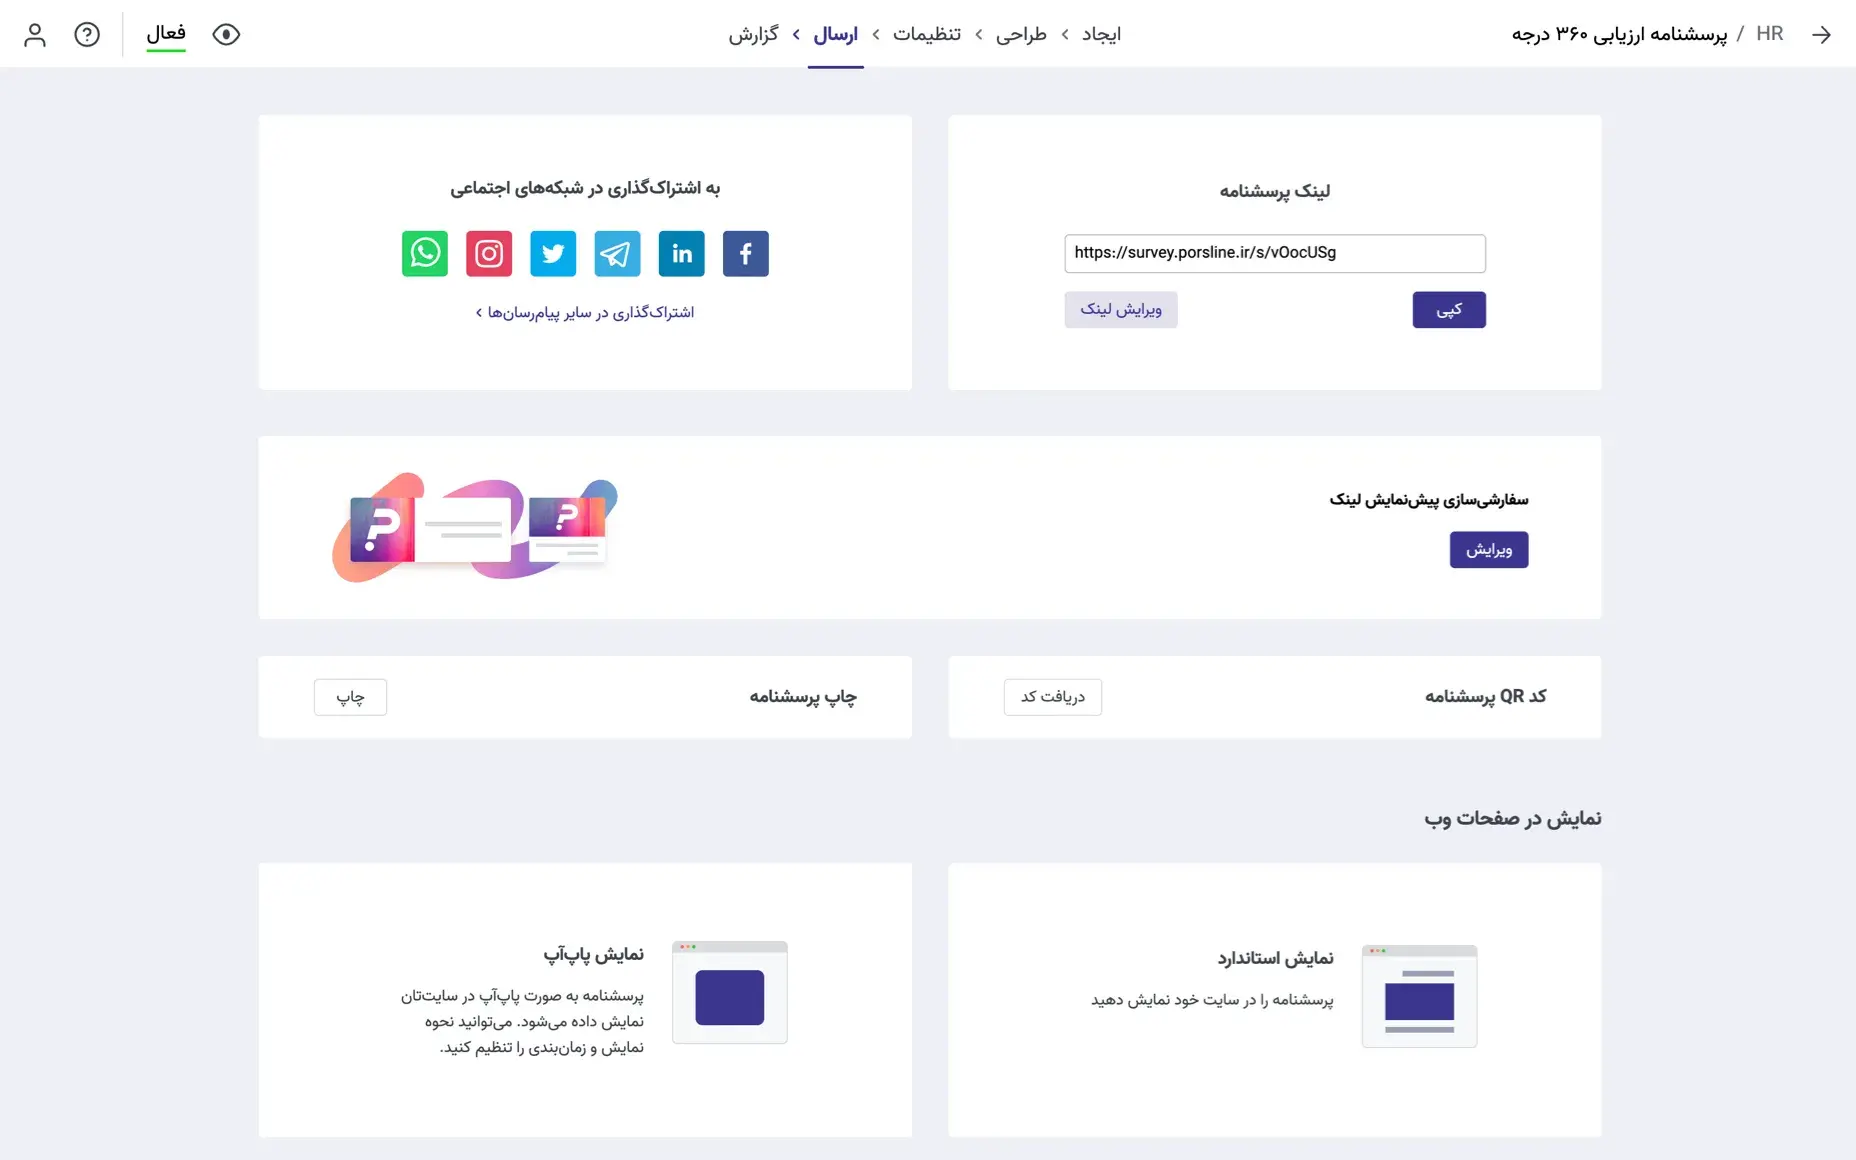 HR / پرسشنامه ارزیابی ۳۶۰ درجه
ایجاد › طراحی › تنظیمات › ارسال › گزارش
فعال
لینک پرسشنامه
https://survey.porsline.ir/s/vOocUSg
کپی
ویرایش لینک
به اشتراک‌گذاری در شبکه‌های اجتماعی
اشتراک‌گذاری در سایر پیام‌رسان‌ها ›
سفارشی‌سازی پیش‌نمایش لینک
ویرایش
کد QR پرسشنامه
دریافت کد
چاپ پرسشنامه
چاپ
نمایش در صفحات وب
نمایش استاندارد
پرسشنامه را در سایت خود نمایش دهید
نمایش پاپ‌آپ
پرسشنامه به صورت پاپ‌آپ در سایت‌تان
نمایش داده می‌شود. می‌توانید نحوه
نمایش و زمان‌بندی را تنظیم کنید.